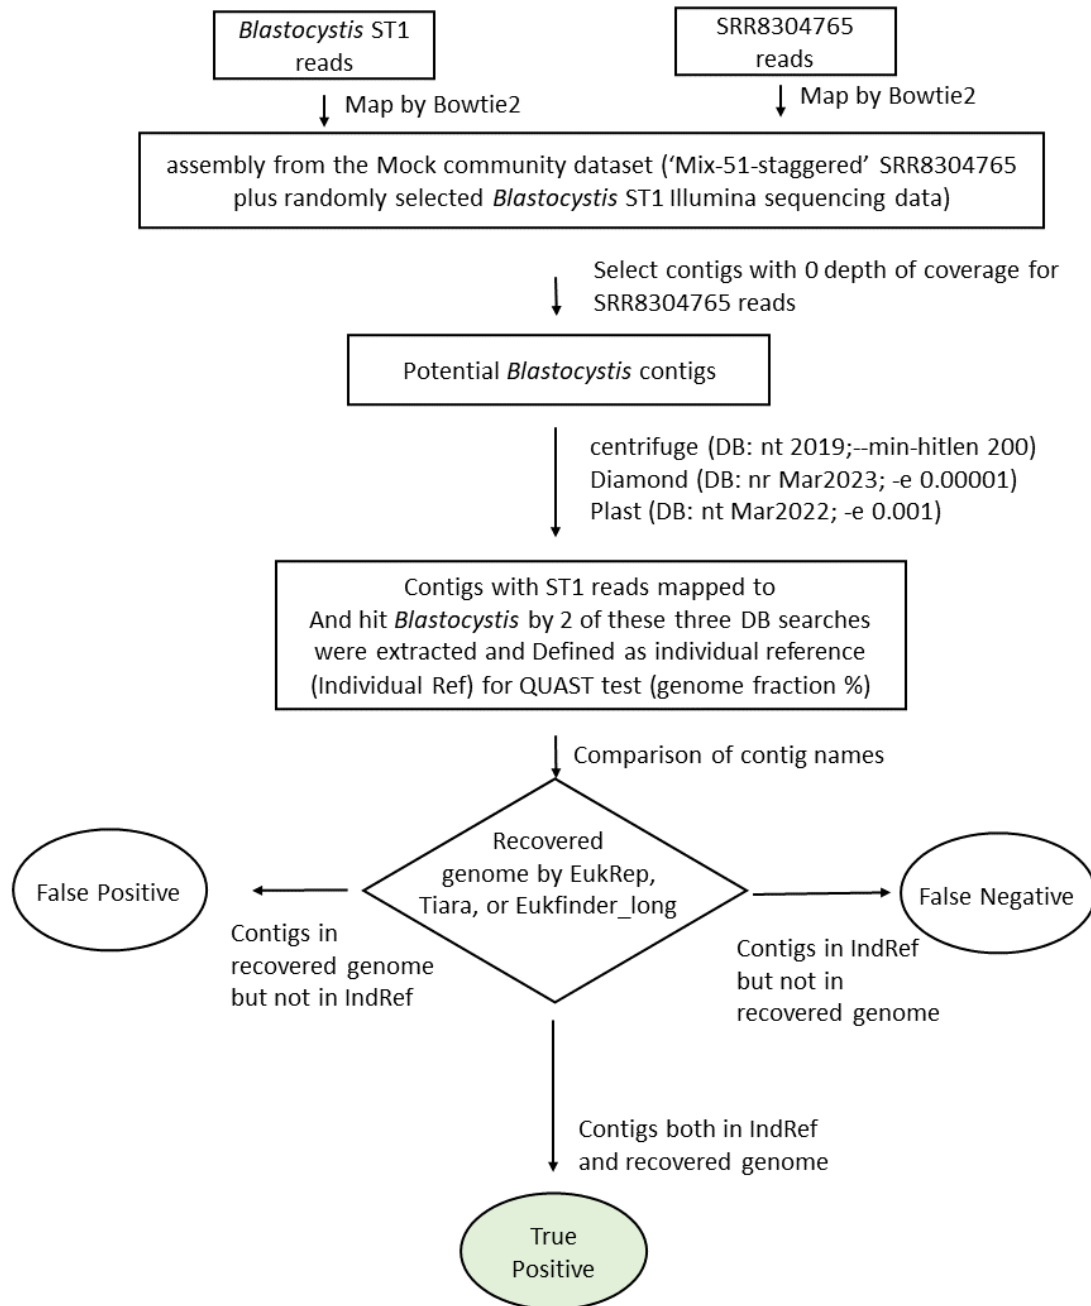 Blastocystis ST1
reads
SRR8304765
reads
Map by Bowtie2
Map by Bowtie2
assembly from the Mock community dataset (‘Mix-51-staggered’ SRR8304765
plus randomly selected Blastocystis ST1 Illumina sequencing data)
Select contigs with 0 depth of coverage for
SRR8304765 reads
Potential Blastocystis contigs
centrifuge (DB: nt 2019;--min-hitlen 200)
Diamond (DB: nr Mar2023; -e 0.00001)
Plast (DB: nt Mar2022; -e 0.001)
Contigs with ST1 reads mapped to
And hit Blastocystis by 2 of these three DB searches
were extracted and Defined as individual reference
(Individual Ref) for QUAST test (genome fraction %)
Comparison of contig names
Recovered
genome by EukRep,
Tiara, or Eukfinder_long
False Positive
False Negative
Contigs in
recovered genome
but not in IndRef
Contigs in IndRef
but not in
recovered genome
Contigs both in IndRef
and recovered genome
True
Positive